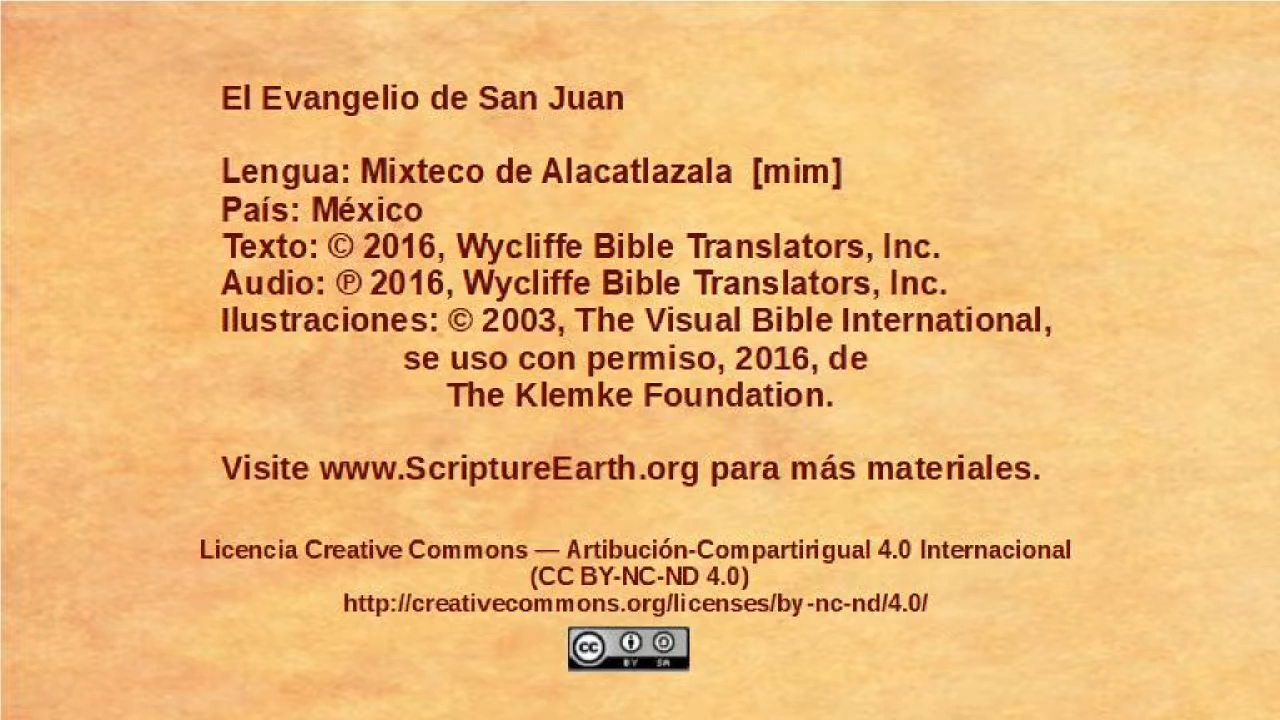 El Evangelio de San Juan
Lengua: Mixteco de Alacatlazala [mim]
País: México
Texto: © 2016, Wycliffe Bible Translators, Inc.
Audio: ℗ 2016, Wycliffe Bible Translators, Inc.
Ilustraciones: © 2003, The Visual Bible International,
se uso con permiso, 2016, de
The Klemke Foundation.
Visite www.ScriptureEarth.org para más materiales.
Licencia Creative Commons — Artibución-Compartirigual 4.0 Internacional
(CC BY-NC-ND 4.0)
http://creativecommons.org/licenses/by-nc-nd/4.0/
cc BY SA